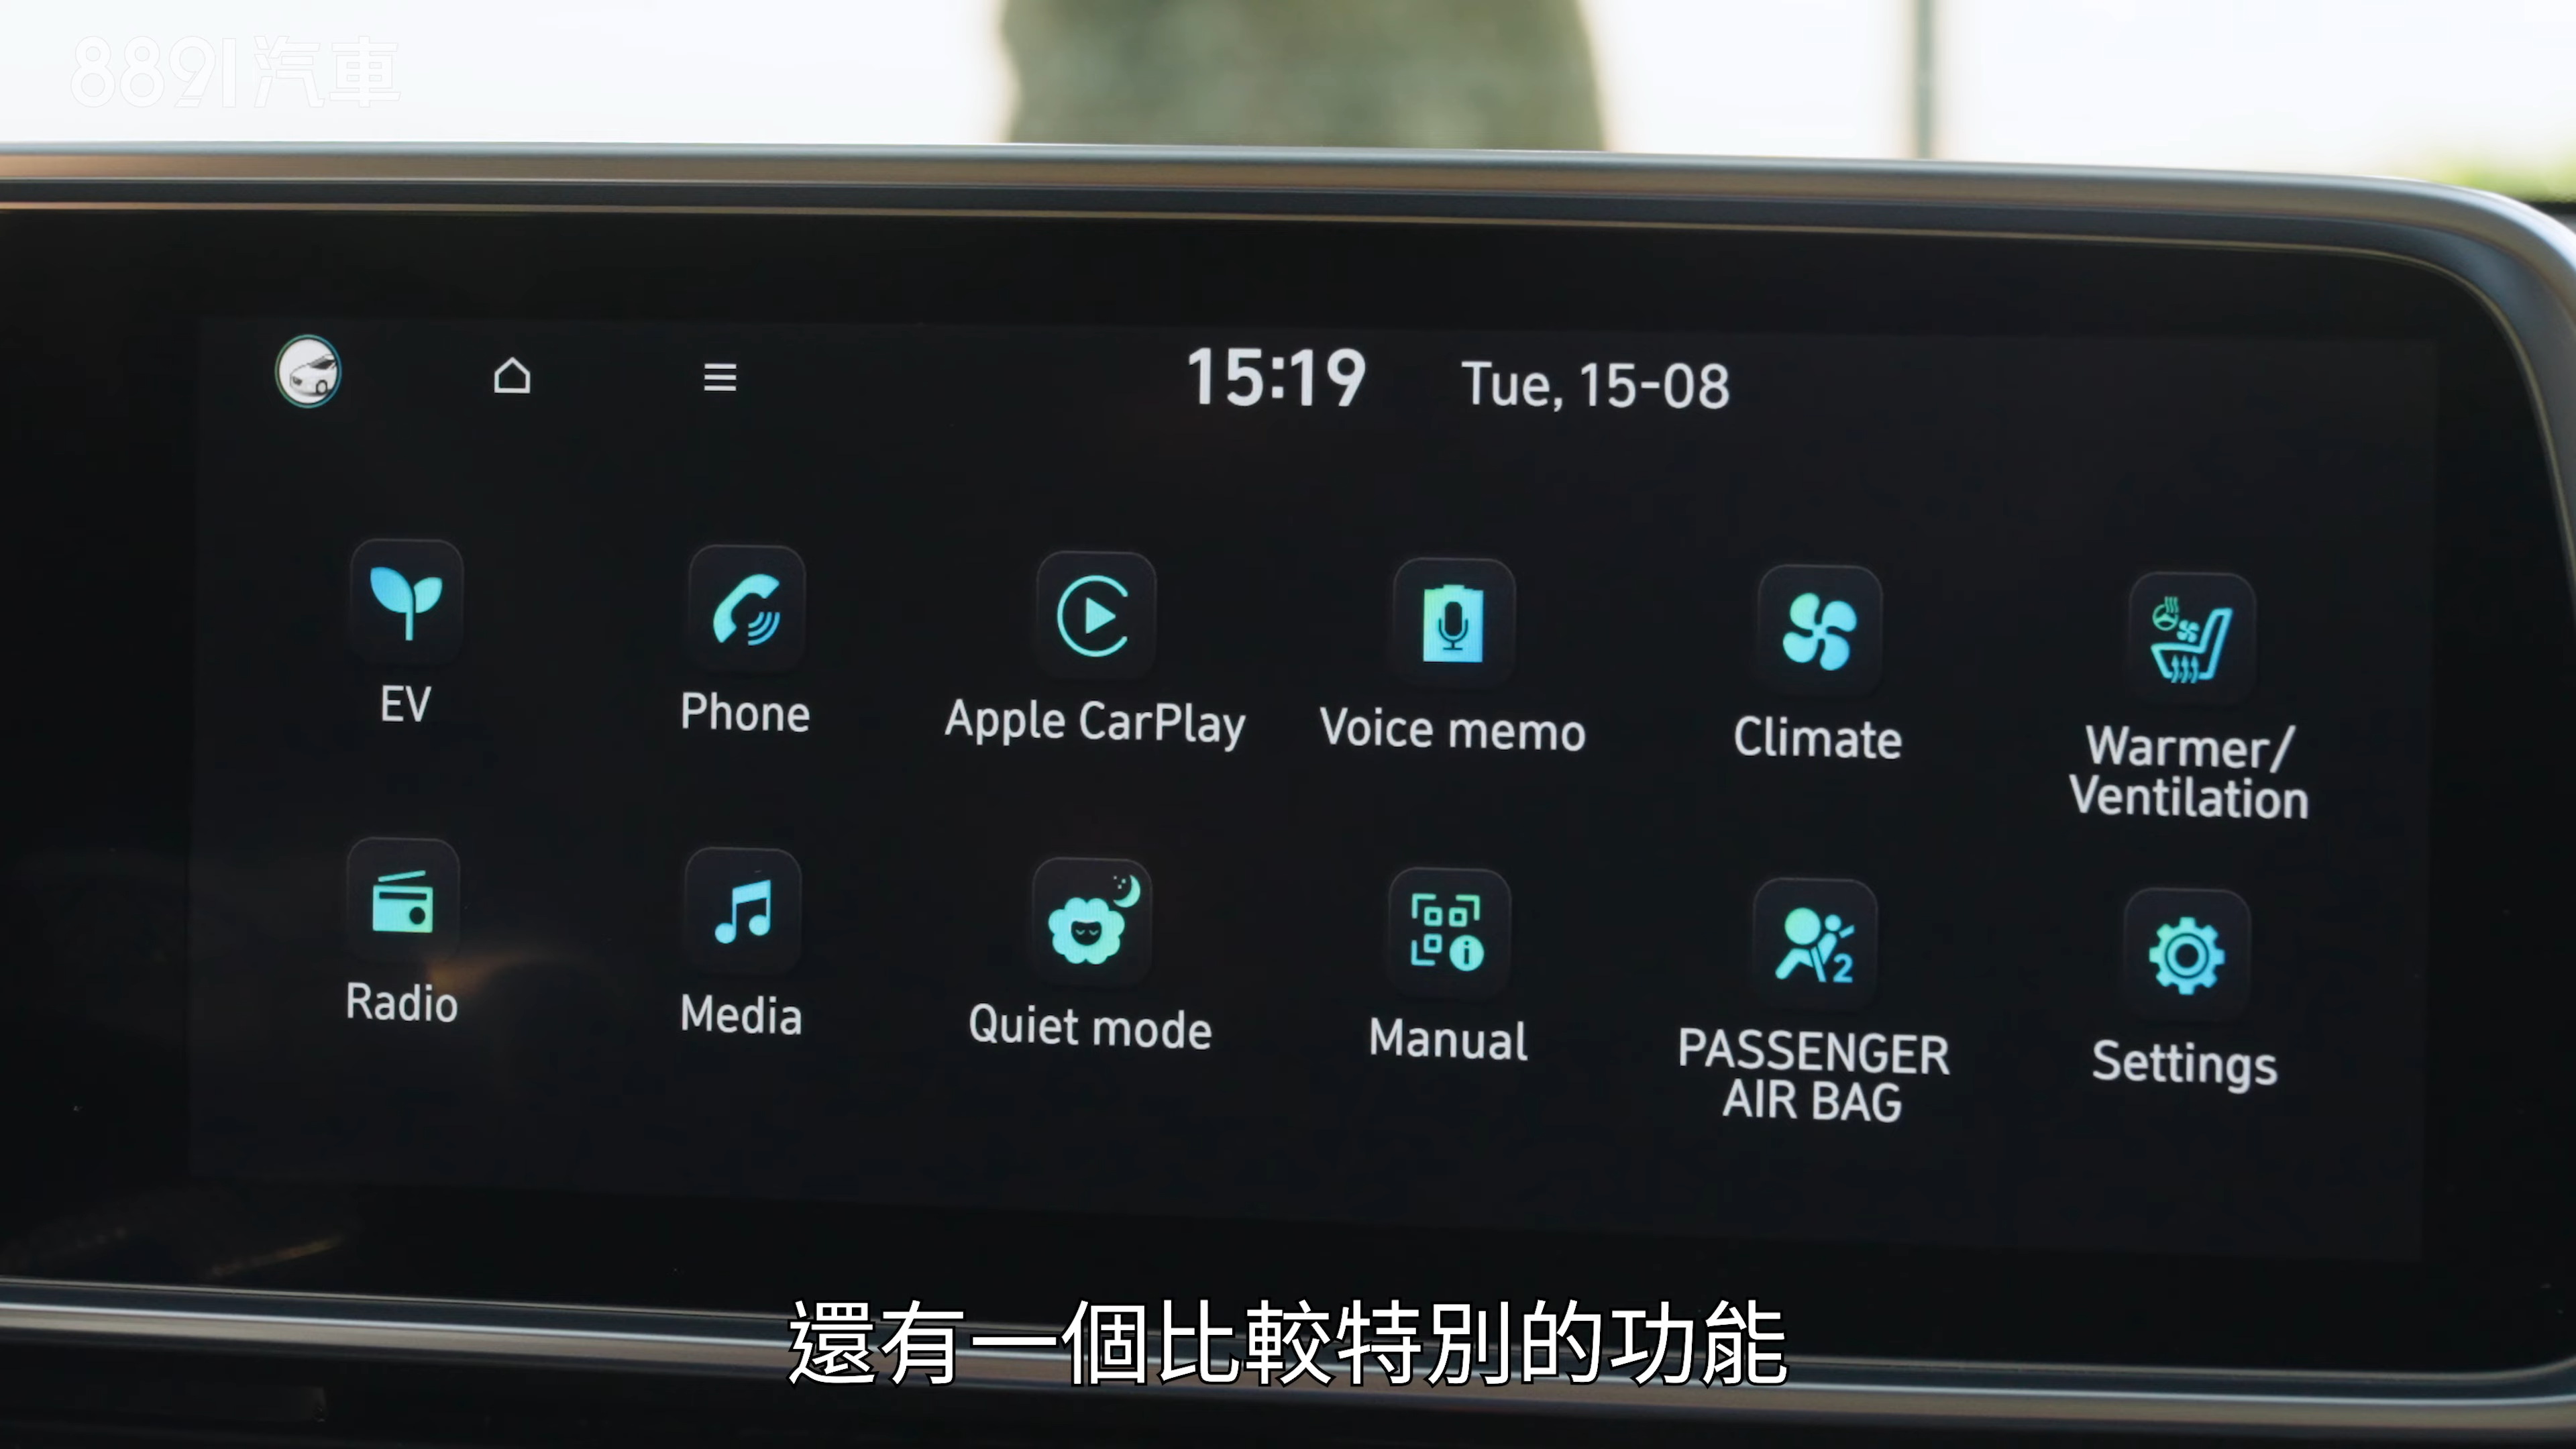 8891汽車
15:19 Tue, 15-08
EV Phone Apple CarPlay Voice memo Climate Warmer/
Ventilation
2
Radio Media Quiet mode Manual PASSENGER
AIR BAG Settings
還有一個比較特別的功能